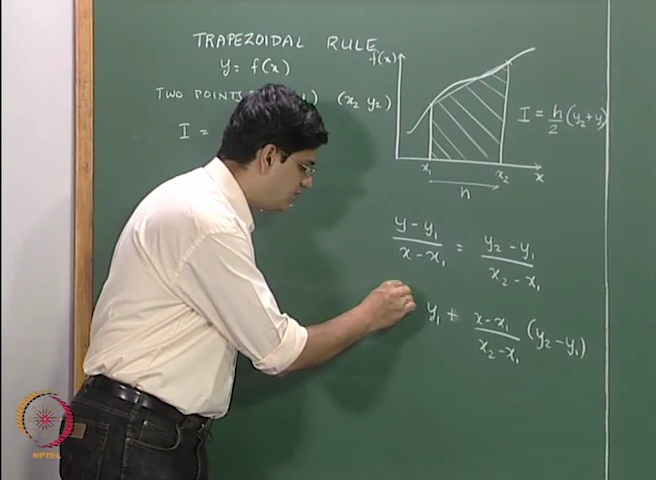 TRAPEZOIDAL RULE
y = f(x)
TWO POINTS (x₂ y₂)
I =
f(x)
x₁ x₂ x
h
I = h/2 (y₂+y
(y - y₁)/(x - x₁) = (y₂ - y₁)/(x₂ - x₁)
y₁ + (x - x₁)/(x₂ - x₁) (y₂ - y₁)
NPTEL